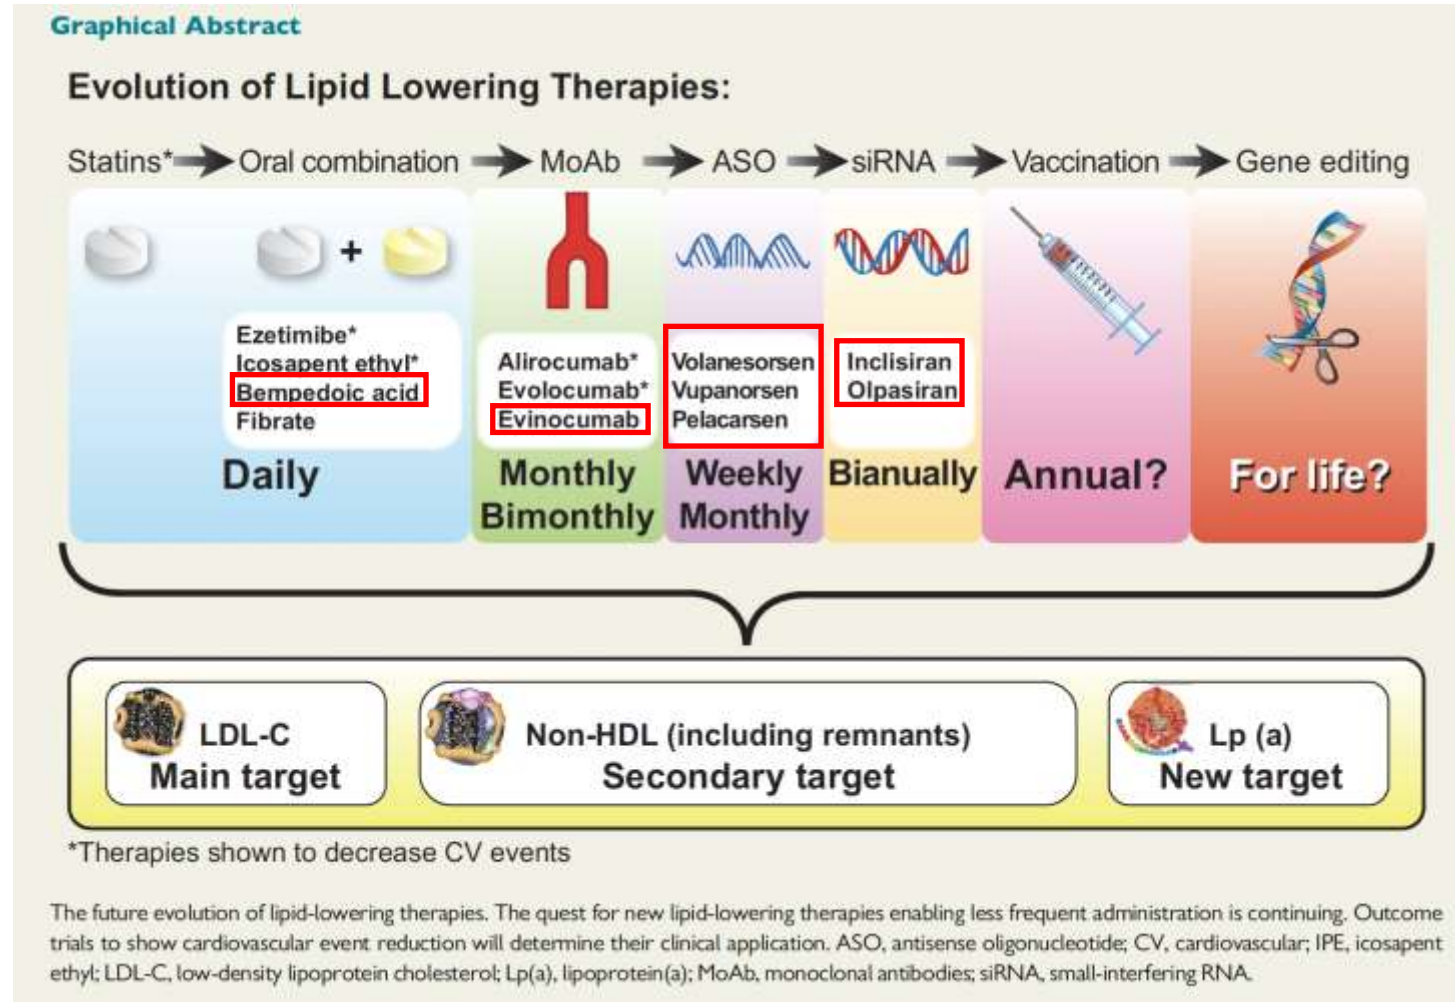 Graphical Abstract
Evolution of Lipid Lowering Therapies:
Statins* Oral combination MoAb ASO siRNA Vaccination Gene editing
+
Ezetimibe*
Icosapent ethyl*
Bempedoic acid
Fibrate
Daily
Alirocumab*
Evolocumab*
Evinocumab
Monthly
Bimonthly
Volanesorsen
Vupanorsen
Pelacarsen
Weekly
Monthly
Inclisiran
Olpasiran
Bianually
Annual?
For life?
LDL-C
Main target
Non-HDL (including remnants)
Secondary target
Lp (a)
New target
*Therapies shown to decrease CV events
The future evolution of lipid-lowering therapies. The quest for new lipid-lowering therapies enabling less frequent administration is continuing. Outcome
trials to show cardiovascular event reduction will determine their clinical application. ASO, antisense oligonucleotide; CV, cardiovascular; IPE, icosapent
ethyl; LDL-C, low-density lipoprotein cholesterol; Lp(a), lipoprotein(a); MoAb, monoclonal antibodies; siRNA, small-interfering RNA.